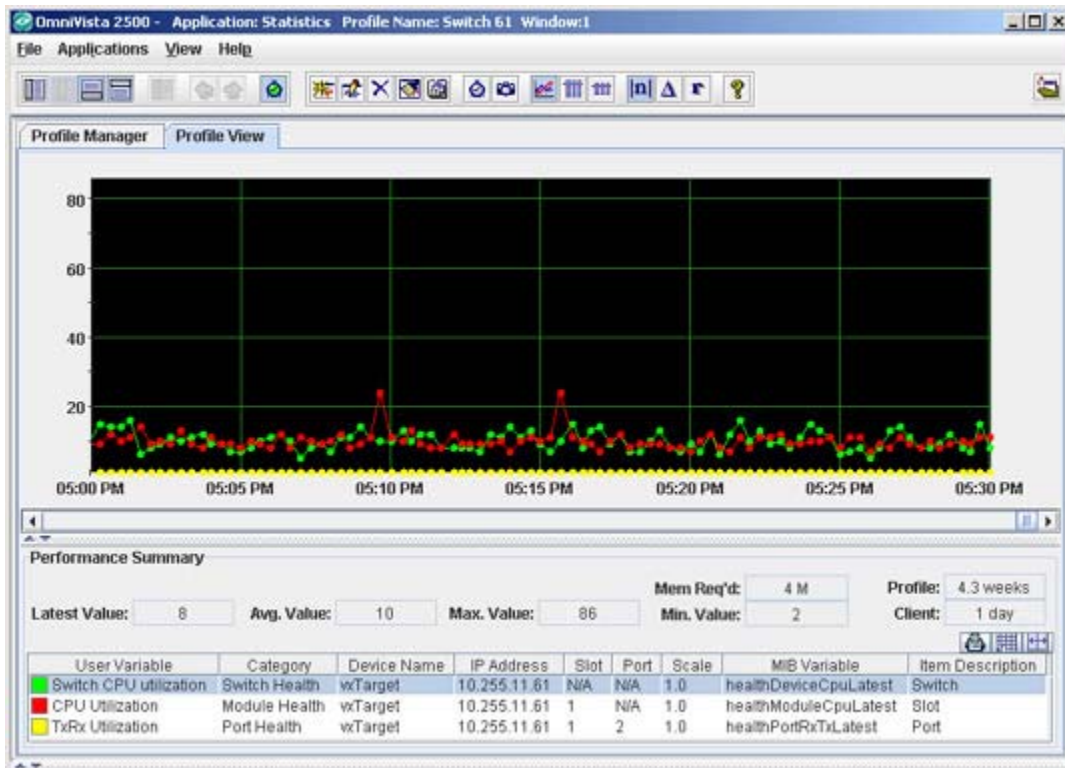 OmniVista 2500 - Application: Statistics Profile Name: Switch 61 Window:1
File Applications View Help
|n| Δ r ?
Profile Manager Profile View
80
60
40
20
05:00 PM 05:05 PM 05:10 PM 05:15 PM 05:20 PM 05:25 PM 05:30 PM
Performance Summary
Mem Req'd: 4 M Profile: 4.3 weeks
Latest Value: 8 Avg. Value: 10 Max. Value: 86 Min. Value: 2 Client: 1 day
User Variable Category Device Name IP Address Slot Port Scale MIB Variable Item Description
Switch CPU utilization Switch Health vxTarget 10.255.11.61 N/A N/A 1.0 healthDeviceCpuLatest Switch
CPU Utilization Module Health vxTarget 10.255.11.61 1 N/A 1.0 healthModuleCpuLatest Slot
TxRx Utilization Port Health vxTarget 10.255.11.61 1 2 1.0 healthPortRxTxLatest Port